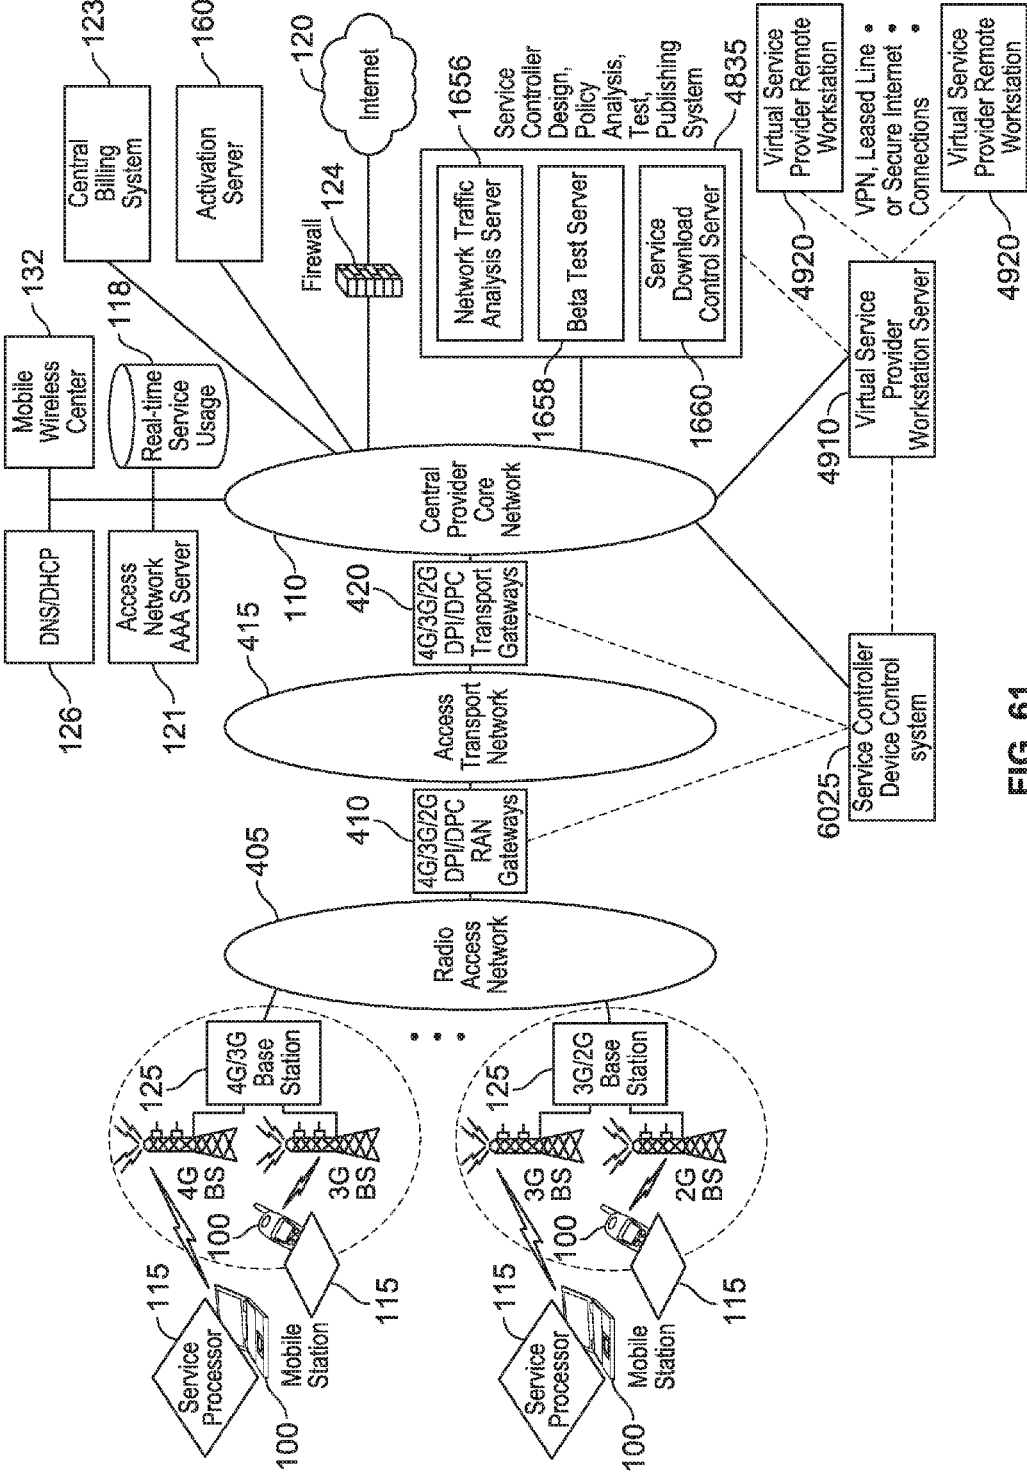 126
DNS/DHCP
Mobile
Wireless
Center
132
121
Access
Network
AAA Server
Real-time
Service
Usage
118
Central
Billing
System
123
Activation
Server
160
Service
Processor
115
100
Mobile
Station
100
115
4G
BS
3G
BS
125
4G/3G
Base
Station
Service
Processor
115
100
Mobile
Station
100
115
3G
BS
2G
BS
125
3G/2G
Base
Station
405
Radio
Access
Network
410
4G/3G/2G
DPI/DPC
RAN
Gateways
415
Access
Transport
Network
420
4G/3G/2G
DPI/DPC
Transport
Gateways
110
Central
Provider
Core
Network
Firewall
124
120
Internet
1656
Network Traffic
Analysis Server
1658
Beta Test Server
1660
Service
Download
Control Server
Service
Controller
Design,
Policy
Analysis,
Test,
Publishing
System
4835
6025
Service Controller
Device Control
system
4910
Virtual Service
Provider
Workstation Server
4920
Virtual Service
Provider Remote
Workstation
VPN, Leased Line
or Secure Internet
Connections
4920
Virtual Service
Provider Remote
Workstation
FIG. 61